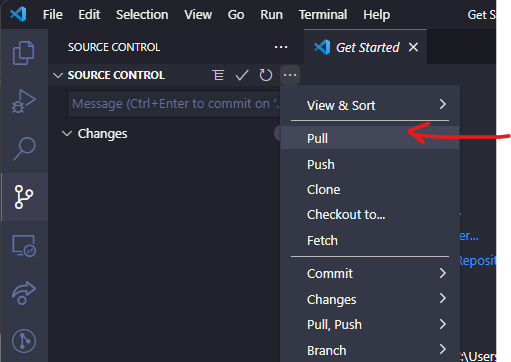 File Edit Selection View Go Run Terminal Help Get S
SOURCE CONTROL
Get Started
SOURCE CONTROL
Message (Ctrl+Enter to commit on '
Changes
View & Sort
Pull
Push
Clone
Checkout to...
Fetch
er...
Reposit
Commit
Changes
Pull, Push
Branch
:\Users